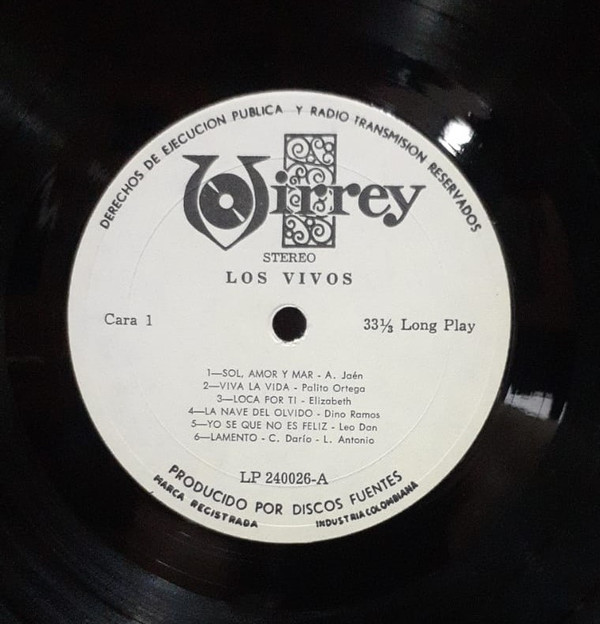 DERECHOS DE EJECUCION PUBLICA Y RADIO TRANSMISION RESERVADOS
Virrey
STEREO
LOS VIVOS
Cara 1
33⅓ Long Play
1—SOL, AMOR Y MAR - A. Jaén
2—VIVA LA VIDA - Palito Ortega
3—LOCA POR TI - Elizabeth
4—LA NAVE DEL OLVIDO - Dino Ramos
5—YO SE QUE NO ES FELIZ - Leo Dan
6—LAMENTO - C. Darío - L. Antonio
LP 240026-A
PRODUCIDO POR DISCOS FUENTES
MARCA REGISTRADA
INDUSTRIA COLOMBIANA